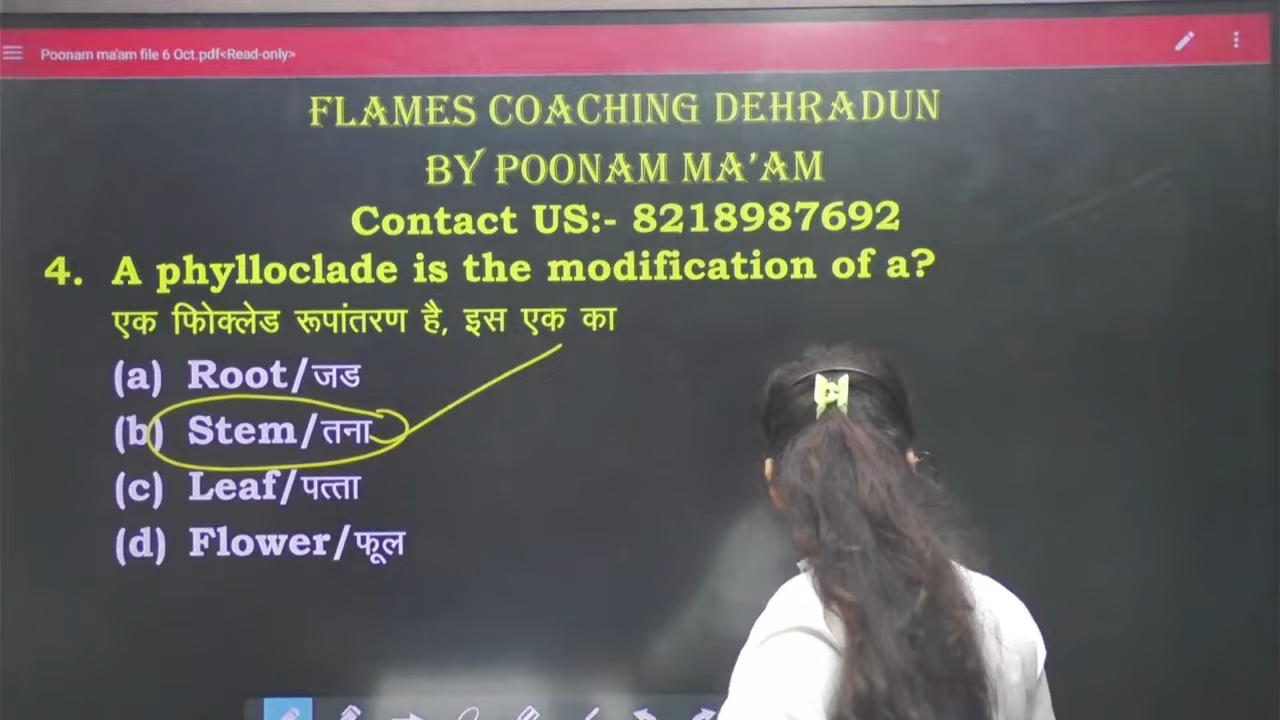 Poonam ma'am file 6 Oct.pdf<Read-only>
FLAMES COACHING DEHRADUN
BY POONAM MA'AM
Contact US:- 8218987692
4. A phylloclade is the modification of a?
एक फिोक्लेड रूपांतरण है, इस एक का
(a) Root/जड
(b) Stem/तना
(c) Leaf/पत्ता
(d) Flower/फूल